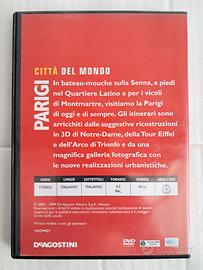 CITTÀ DEL MONDO
PARIGI
In bateau-mouche sulla Senna, a piedi
nel Quartiere Latino e per i vicoli
di Montmartre, visitiamo la Parigi
di oggi e di sempre. Gli itinerari sono
arricchiti dalle suggestive ricostruzioni
in 3D di Notre-Dame, della Tour Eiffel
e dell'Arco di Trionfo e da una
magnifica galleria fotografica con le
nuove realizzazioni urbanistiche.
AUDIO LINGUE SOTTOTITOLI FORMATO DURATA AREA CODE
STEREO ITALIANO ITALIANO 4:3 PAL
DEAGOSTINI
DVD